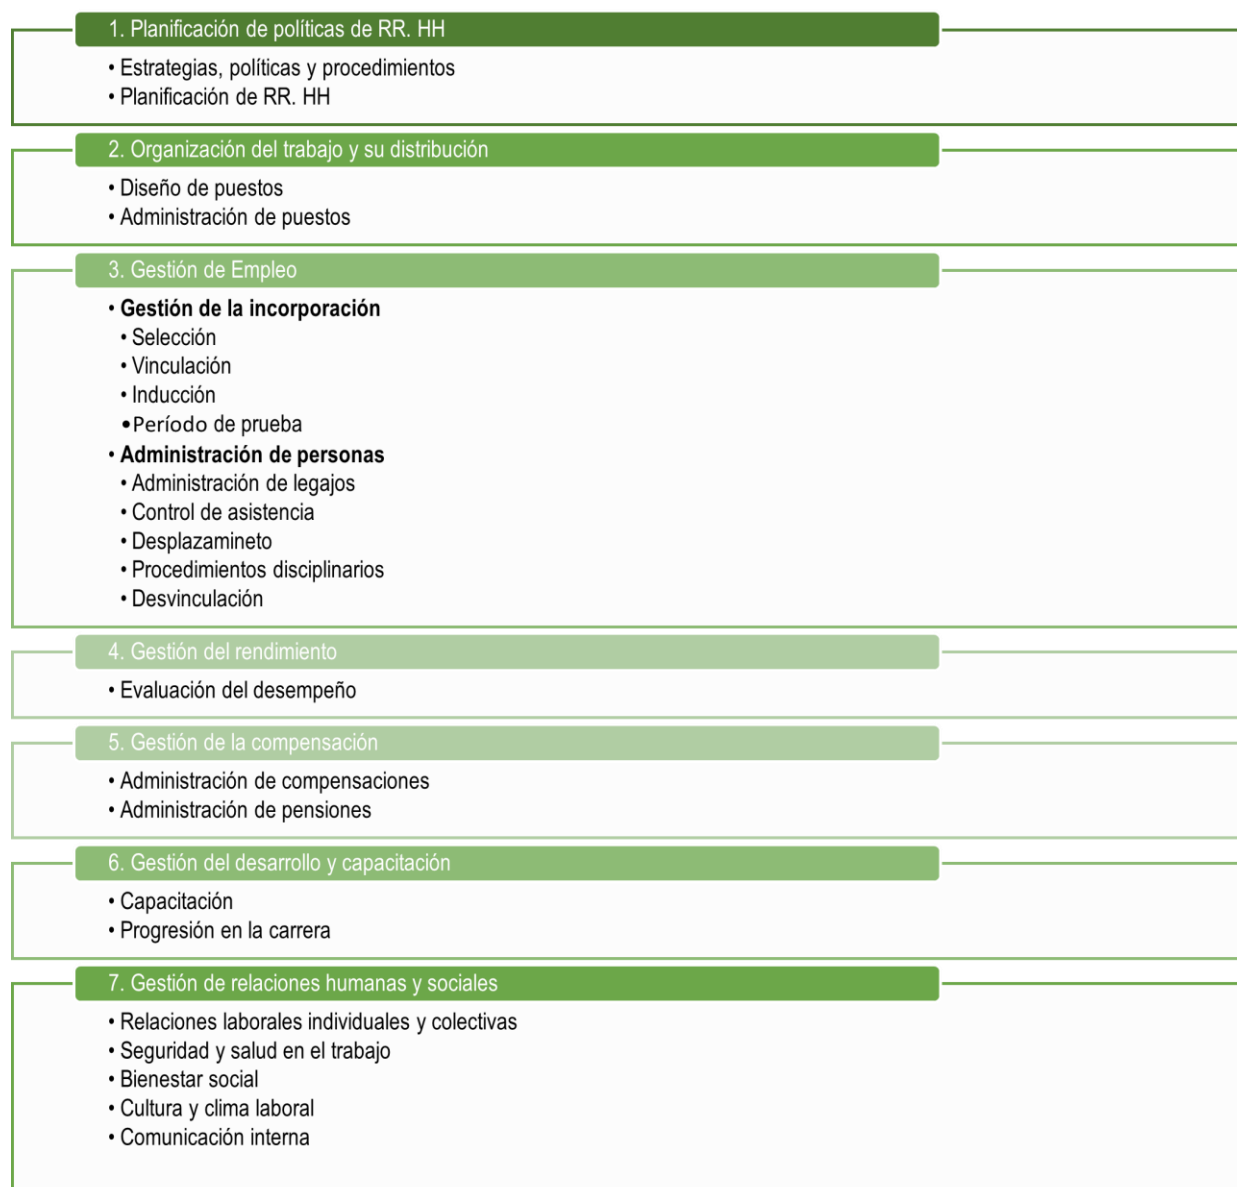 1. Planificación de políticas de RR. HH
• Estrategias, políticas y procedimientos
• Planificación de RR. HH
2. Organización del trabajo y su distribución
• Diseño de puestos
• Administración de puestos
3. Gestión de Empleo
• Gestión de la incorporación
• Selección
• Vinculación
• Inducción
• Período de prueba
• Administración de personas
• Administración de legajos
• Control de asistencia
• Desplazamineto
• Procedimientos disciplinarios
• Desvinculación
4. Gestión del rendimiento
• Evaluación del desempeño
5. Gestión de la compensación
• Administración de compensaciones
• Administración de pensiones
6. Gestión del desarrollo y capacitación
• Capacitación
• Progresión en la carrera
7. Gestión de relaciones humanas y sociales
• Relaciones laborales individuales y colectivas
• Seguridad y salud en el trabajo
• Bienestar social
• Cultura y clima laboral
• Comunicación interna